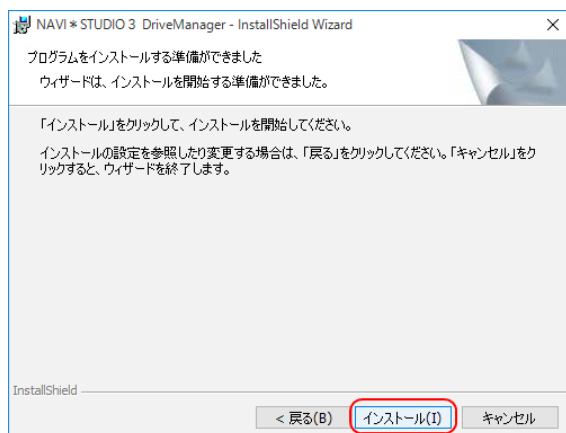 NAVI＊STUDIO 3 DriveManager - InstallShield Wizard
プログラムをインストールする準備ができました
ウィザードは、インストールを開始する準備ができました。
「インストール」をクリックして、インストールを開始してください。
インストールの設定を参照したり変更する場合は、「戻る」をクリックしてください。「キャンセル」をク
リックすると、ウィザードを終了します。
InstallShield
< 戻る(B)
インストール(I)
キャンセル